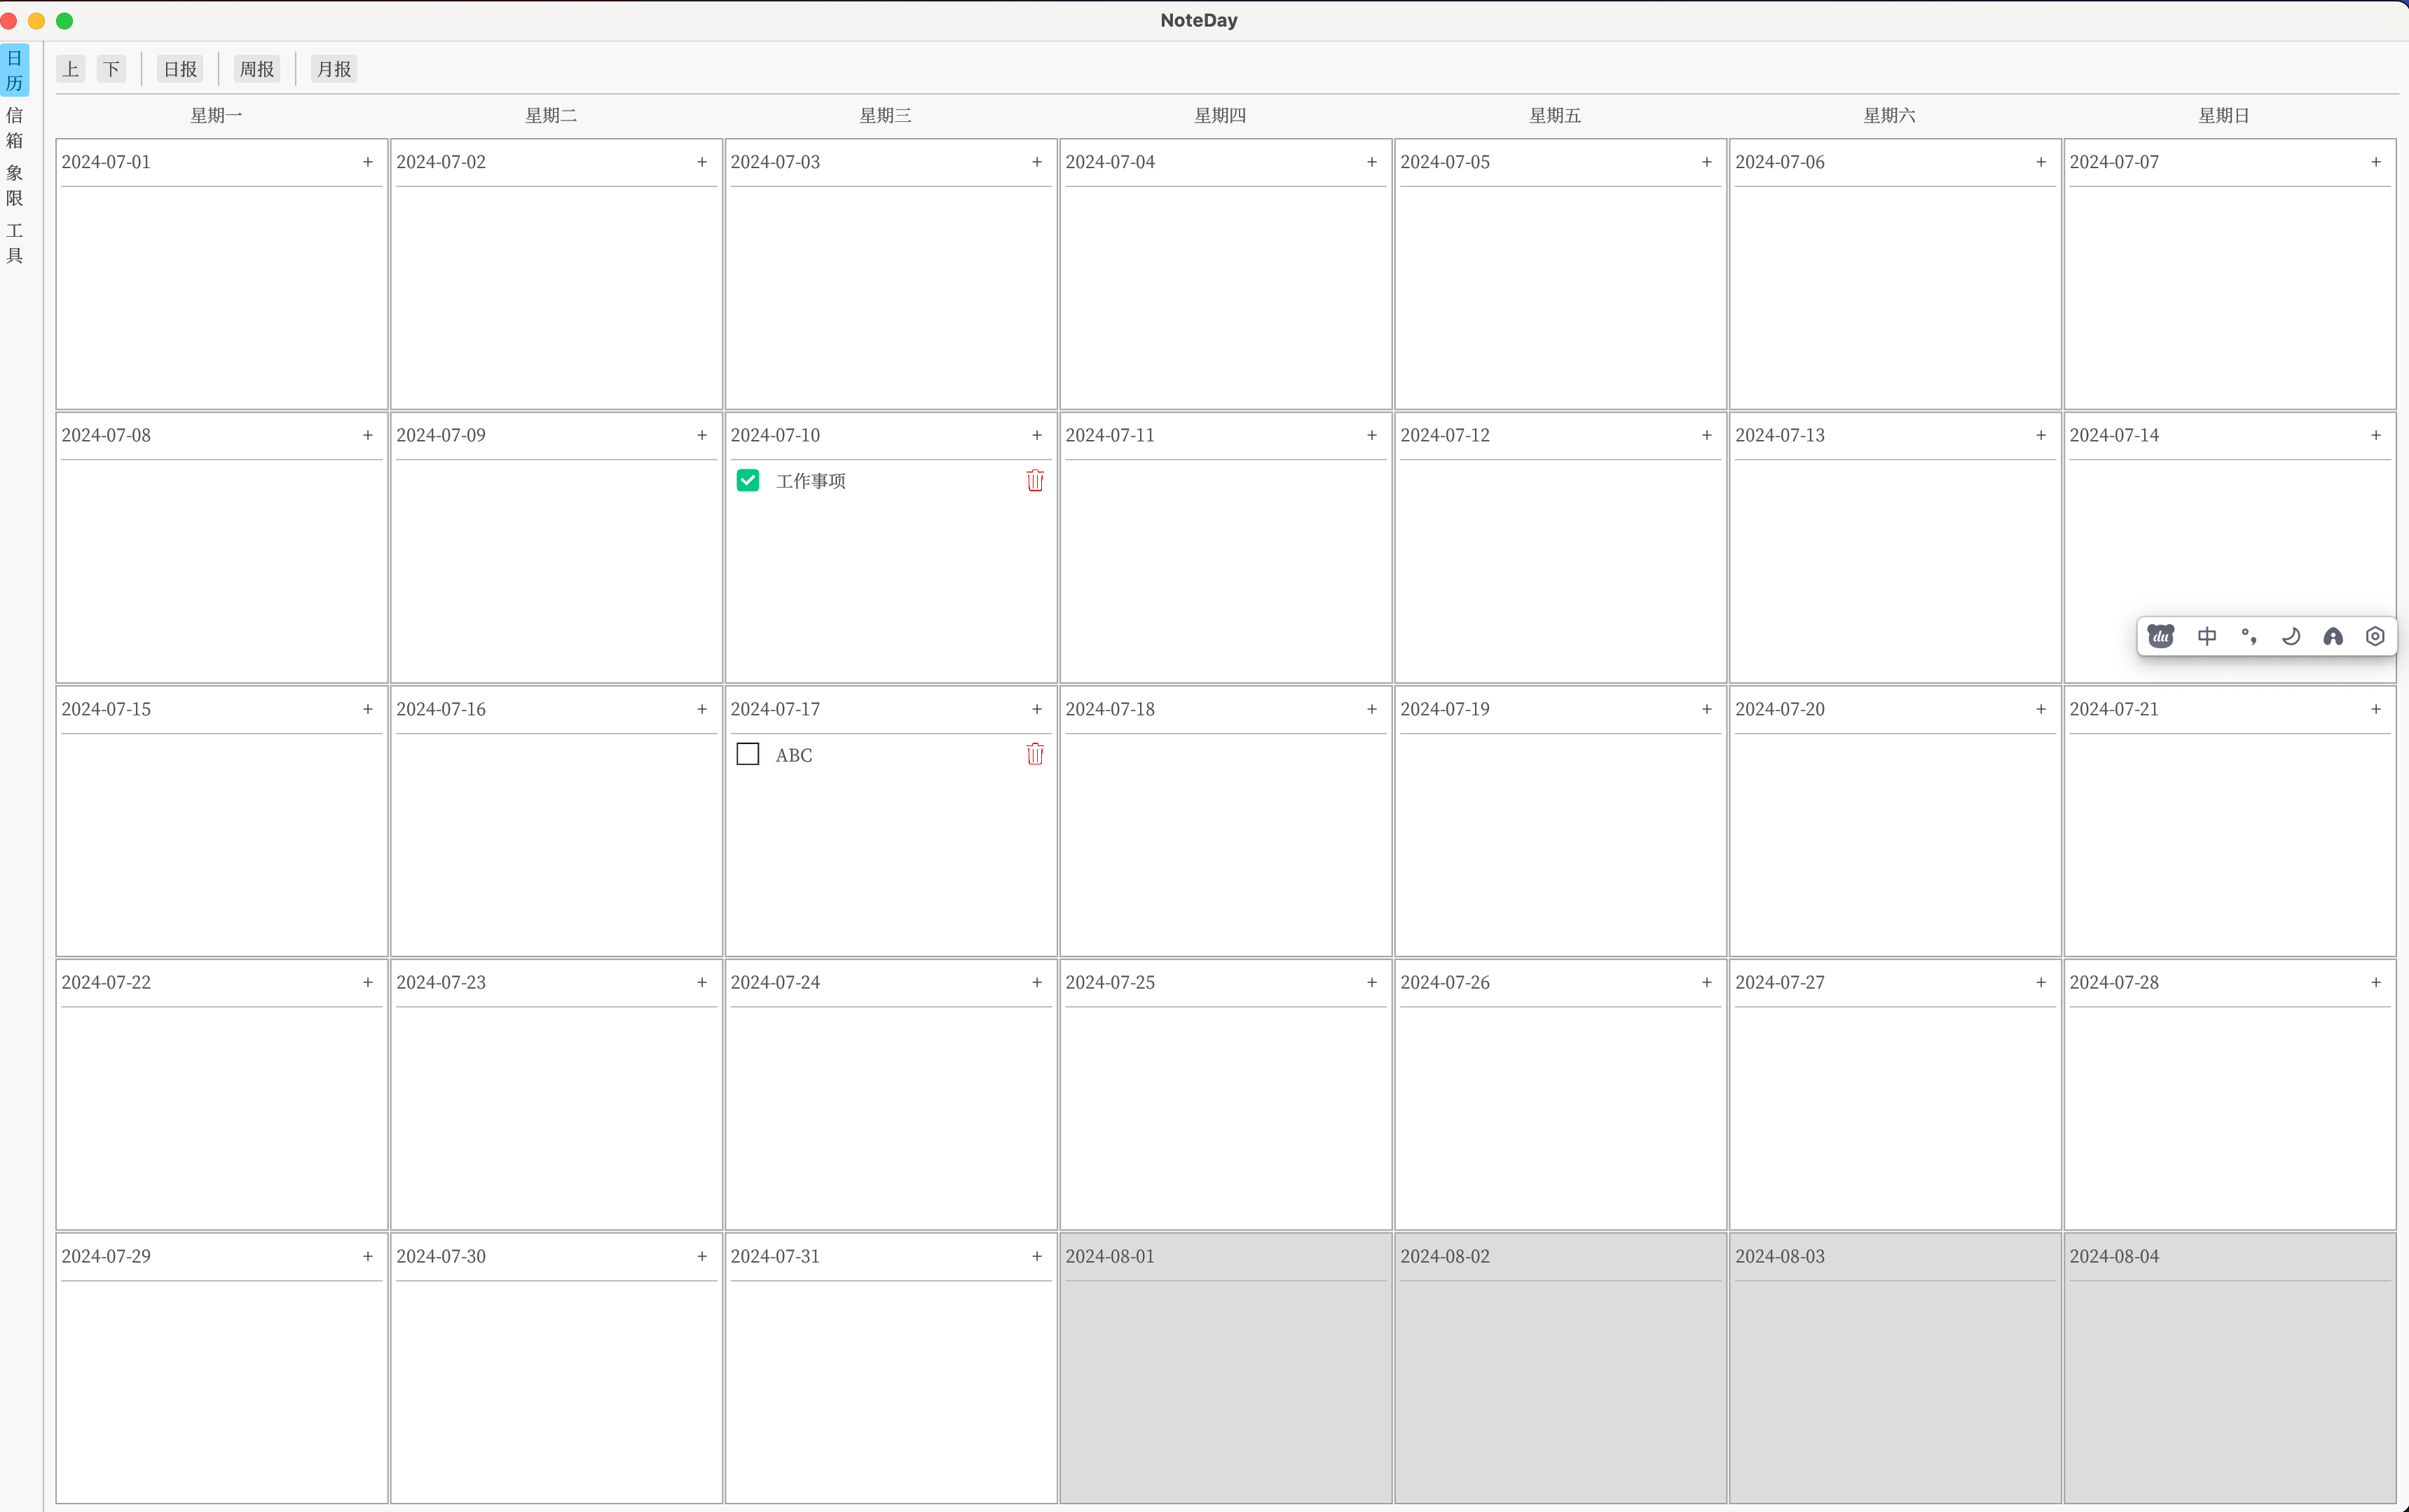 NoteDay
日历
信箱
象限
工具
上 下 日报 周报 月报
星期一 星期二 星期三 星期四 星期五 星期六 星期日
2024-07-01 + 2024-07-02 + 2024-07-03 + 2024-07-04 + 2024-07-05 + 2024-07-06 + 2024-07-07 +
2024-07-08 + 2024-07-09 + 2024-07-10 + 2024-07-11 + 2024-07-12 + 2024-07-13 + 2024-07-14 +
工作事项
du 中 °,
2024-07-15 + 2024-07-16 + 2024-07-17 + 2024-07-18 + 2024-07-19 + 2024-07-20 + 2024-07-21 +
ABC
2024-07-22 + 2024-07-23 + 2024-07-24 + 2024-07-25 + 2024-07-26 + 2024-07-27 + 2024-07-28 +
2024-07-29 + 2024-07-30 + 2024-07-31 + 2024-08-01 2024-08-02 2024-08-03 2024-08-04